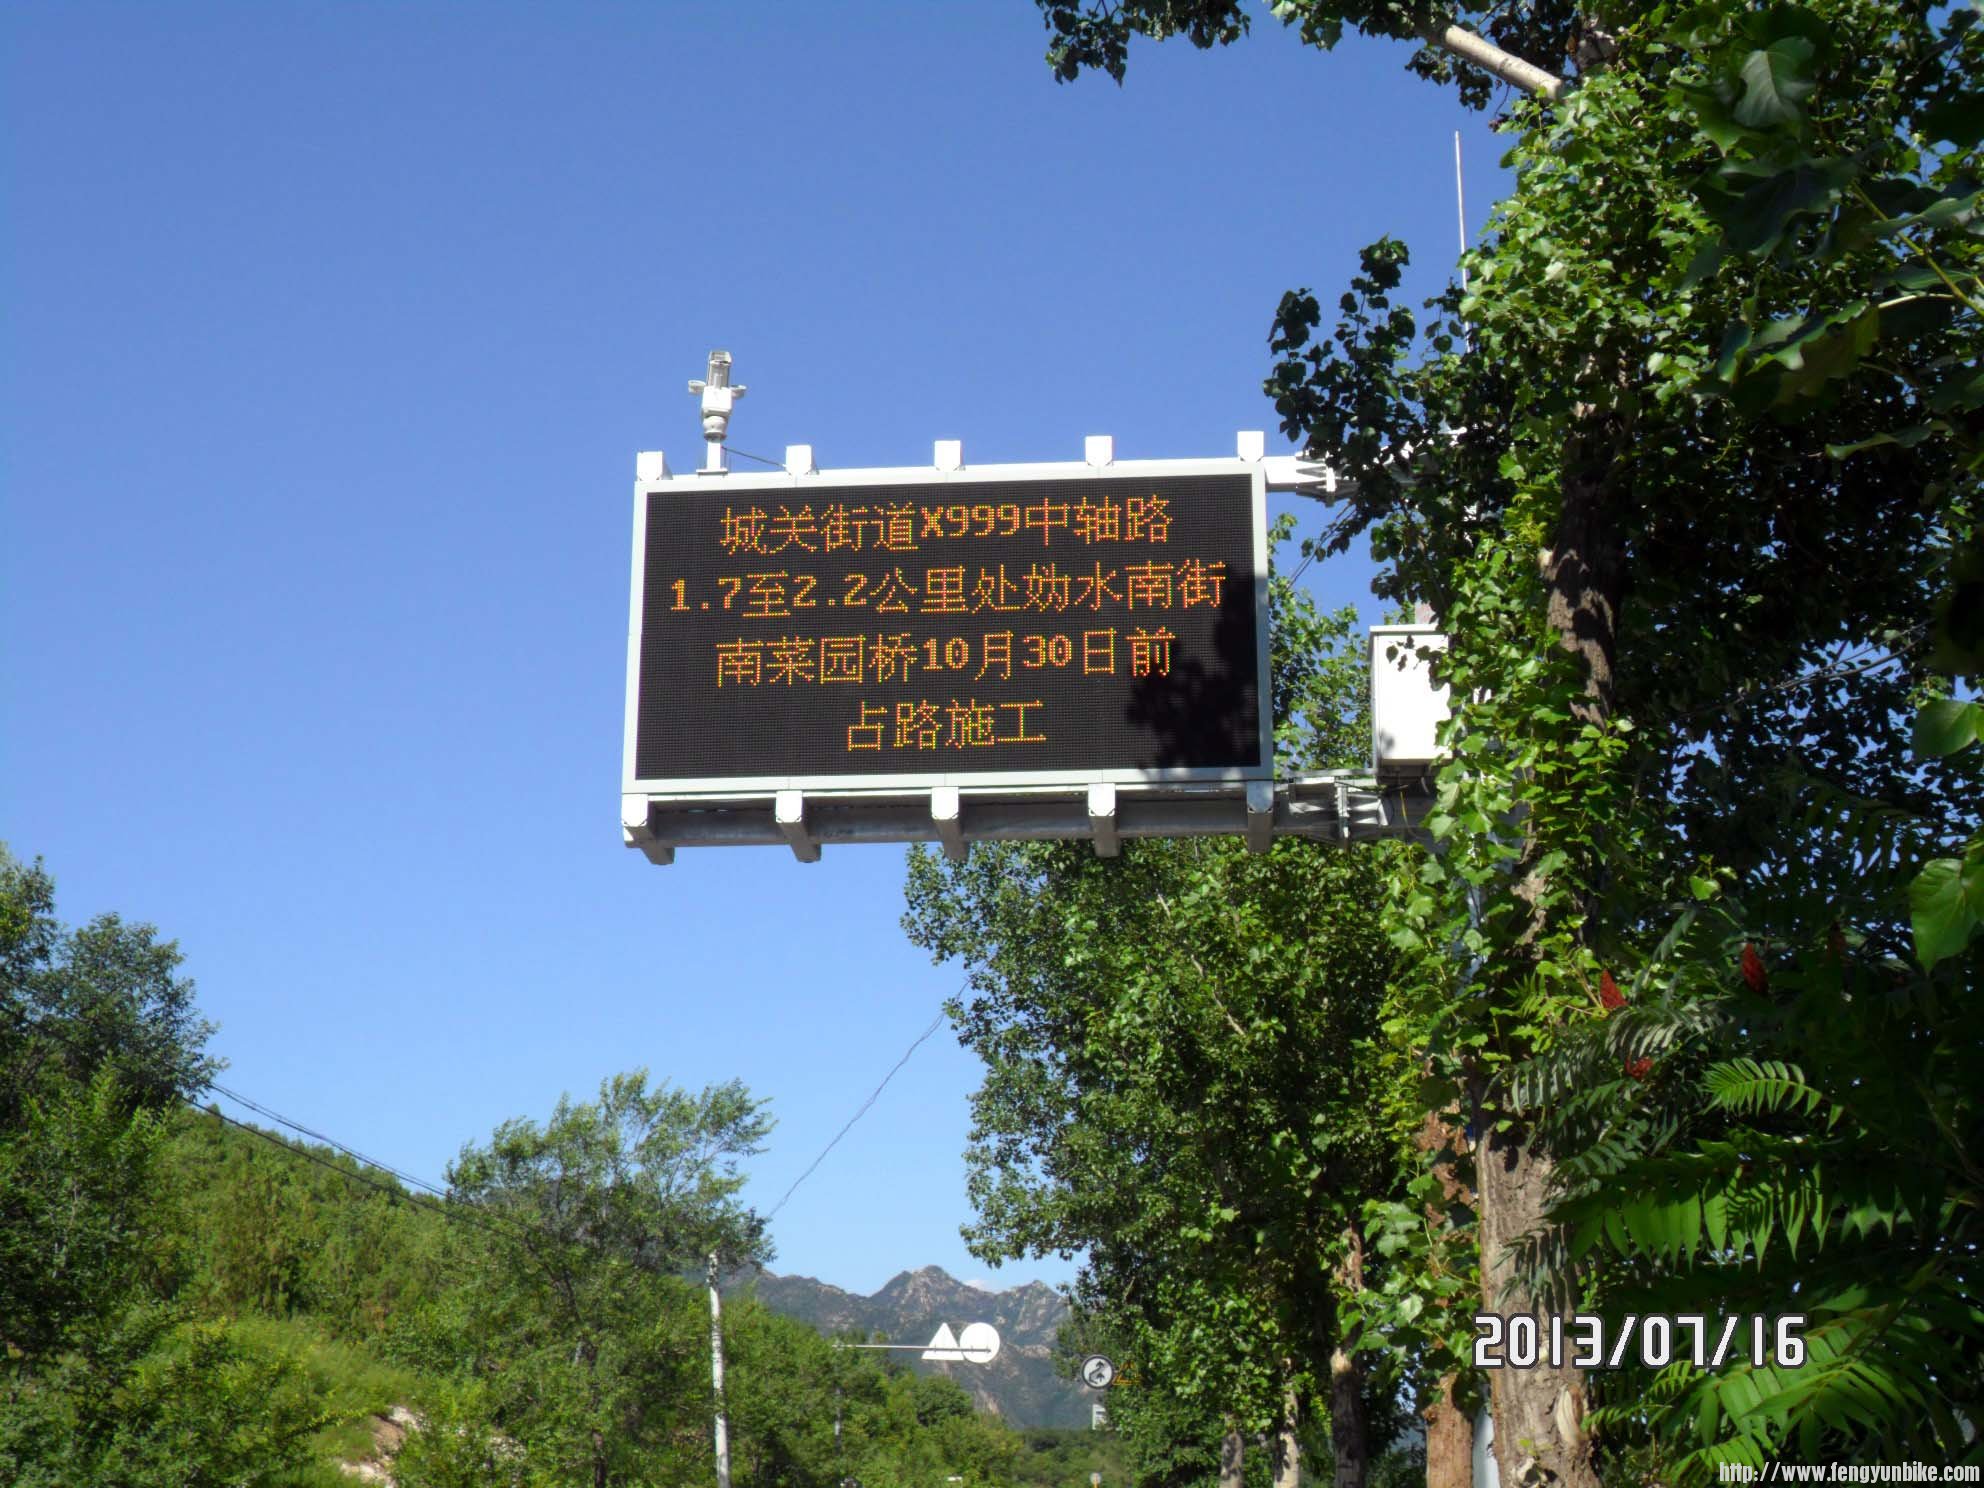 城关街道X999中轴路
1.7至2.2公里处妫水南街
南菜园桥10月30日前
占路施工
2013/07/16
http://www.fengyunbike.com